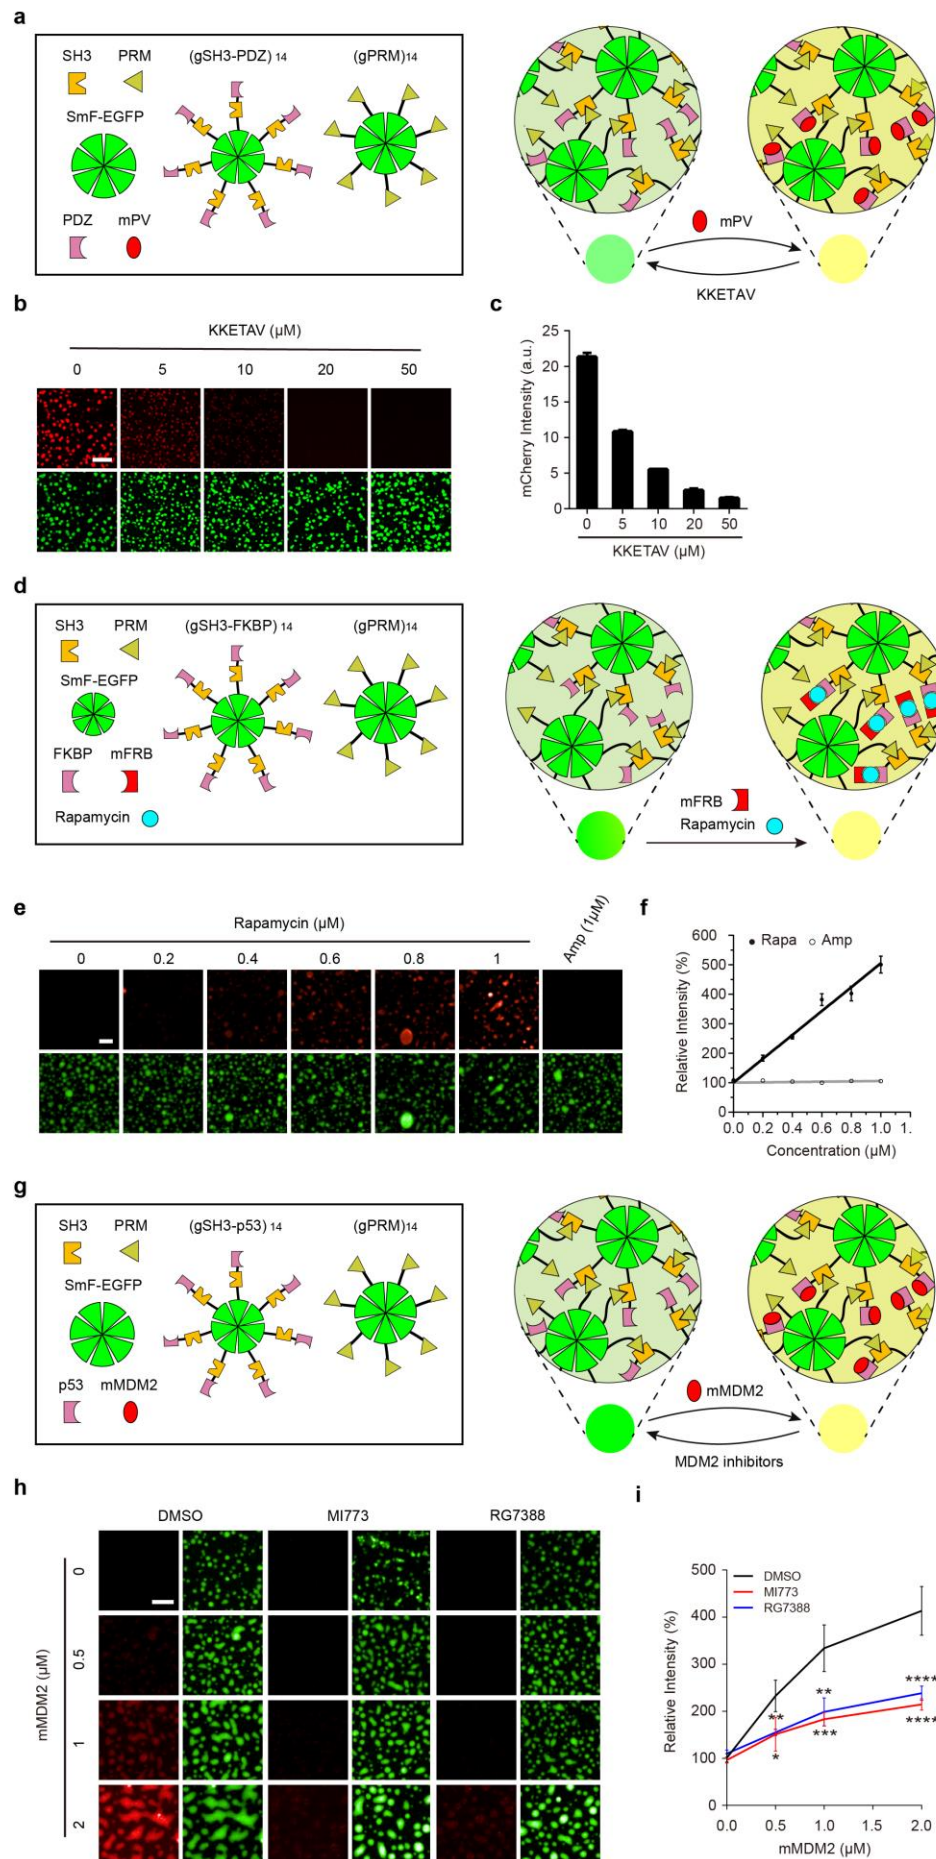 a
SH3 PRM (gSH3-PDZ)14 (gPRM)14
SmF-EGFP
PDZ mPV
mPV
KKETAV
b
KKETAV (µM)
0 5 10 20 50
c
25
20
15
10
5
0
mCherry Intensity (a.u.)
0 5 10 20 50
KKETAV (µM)
d
SH3 PRM (gSH3-FKBP)14 (gPRM)14
SmF-EGFP
FKBP mFRB
Rapamycin
mFRB
Rapamycin
e
Rapamycin (µM)
0 0.2 0.4 0.6 0.8 1
Amp (1µM)
f
Rapa Amp
600
500
400
300
200
100
0
Relative Intensity (%)
0.0 0.2 0.4 0.6 0.8 1.0 1.
Concentration (µM)
g
SH3 PRM (gSH3-p53)14 (gPRM)14
SmF-EGFP
p53 mMDM2
mMDM2
MDM2 inhibitors
h
DMSO MI773 RG7388
mMDM2 (µM)
0
0.5
1
2
i
DMSO
MI773
RG7388
500
400
300
200
100
0
Relative Intensity (%)
** ** ****
* *** ****
0.0 0.5 1.0 1.5 2.0
mMDM2 (µM)